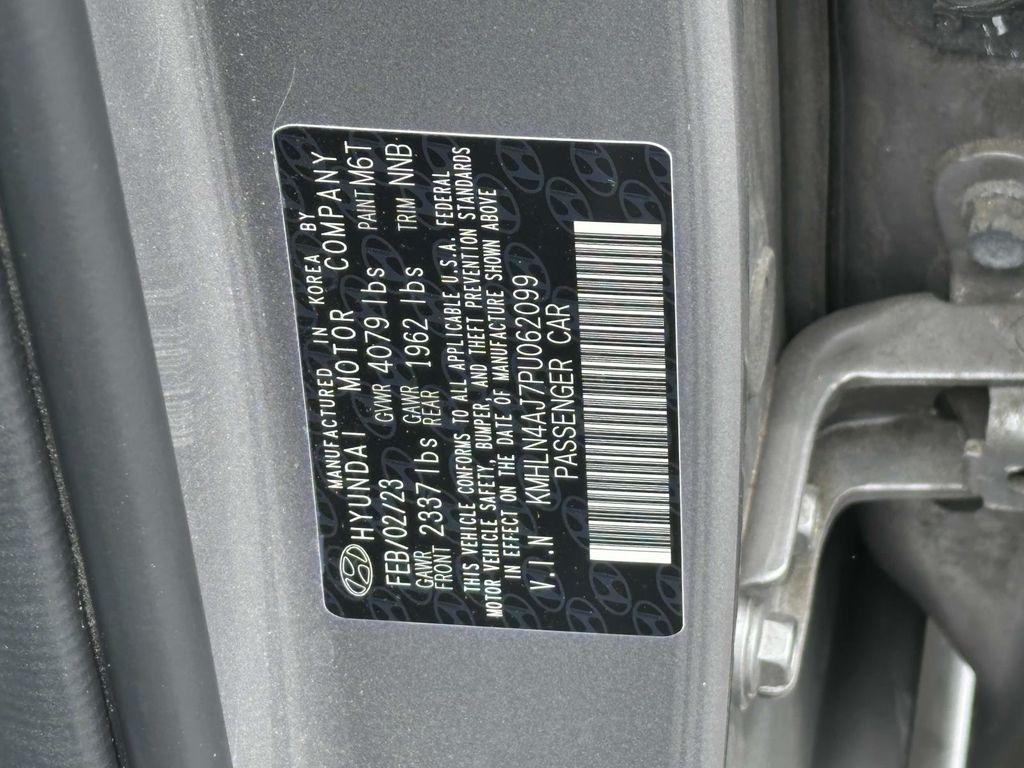 MANUFACTURED IN KOREA BY
HYUNDAI MOTOR COMPANY
FEB/02/23 GVWR 4079 lbs PAINT M6T
GAWR FRONT 2337 lbs GAWR REAR 1962 lbs TRIM NNB
THIS VEHICLE CONFORMS TO ALL APPLICABLE U.S.A. FEDERAL
MOTOR VEHICLE SAFETY, BUMPER AND THEFT PREVENTION STANDARDS
IN EFFECT ON THE DATE OF MANUFACTURE SHOWN ABOVE
V.I.N KMHLN4AJ7PU062099
PASSENGER CAR